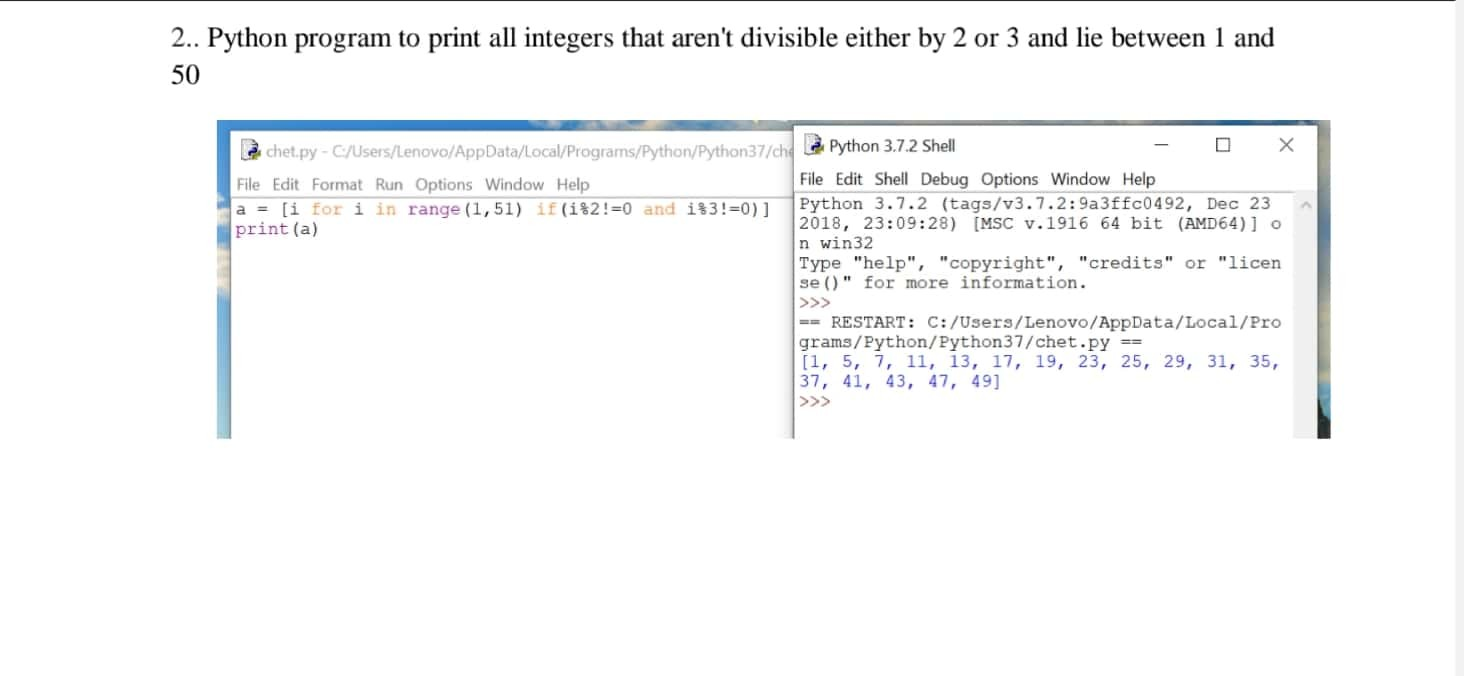 2.. Python program to print all integers that aren't divisible either by 2 or 3 and lie between 1 and
50
chet.py - C:/Users/Lenovo/AppData/Local/Programs/Python/Python37/che
File Edit Format Run Options Window Help
a = [i for i in range(1,51) if(i%2!=0 and i%3!=0)]
print(a)
Python 3.7.2 Shell
File Edit Shell Debug Options Window Help
Python 3.7.2 (tags/v3.7.2:9a3ffc0492, Dec 23
2018, 23:09:28) [MSC v.1916 64 bit (AMD64)] o
n win32
Type "help", "copyright", "credits" or "licen
se()" for more information.
>>>
== RESTART: C:/Users/Lenovo/AppData/Local/Pro
grams/Python/Python37/chet.py ==
[1, 5, 7, 11, 13, 17, 19, 23, 25, 29, 31, 35,
37, 41, 43, 47, 49]
>>>